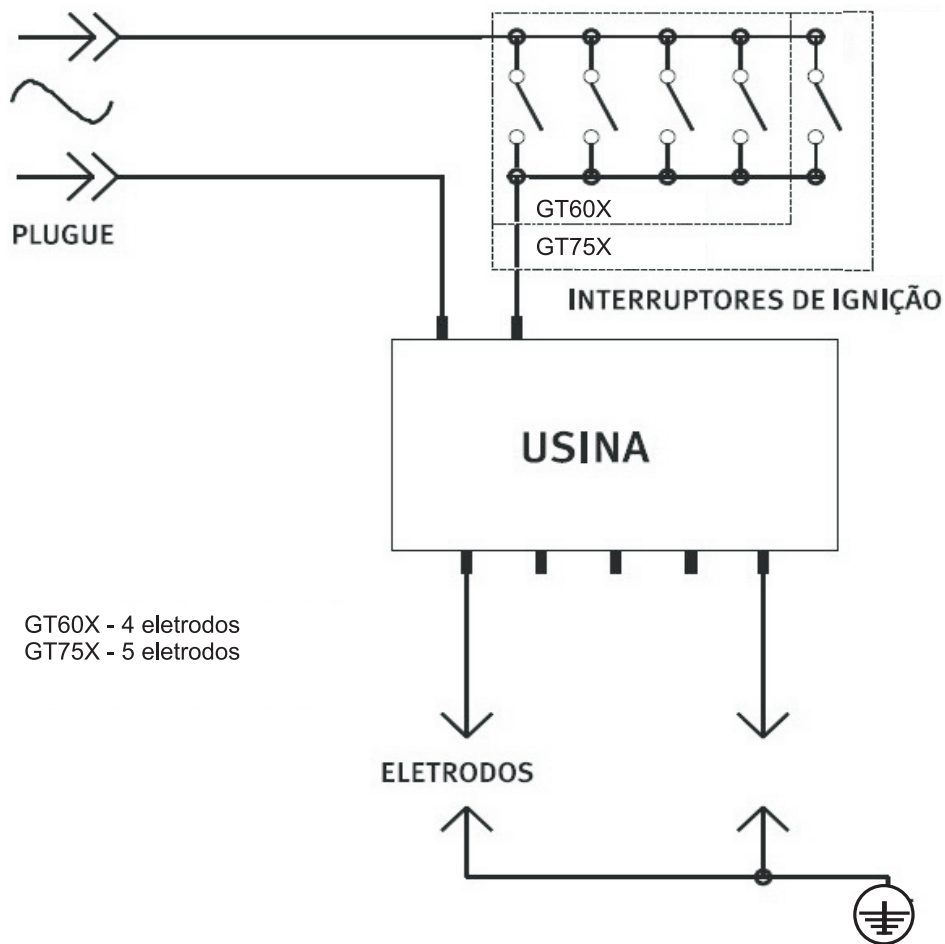 GT60X
PLUGUE
GT75X
INTERRUPTORES DE IGNIÇÃO
USINA
GT60X - 4 eletrodos
GT75X - 5 eletrodos
ELETRODOS